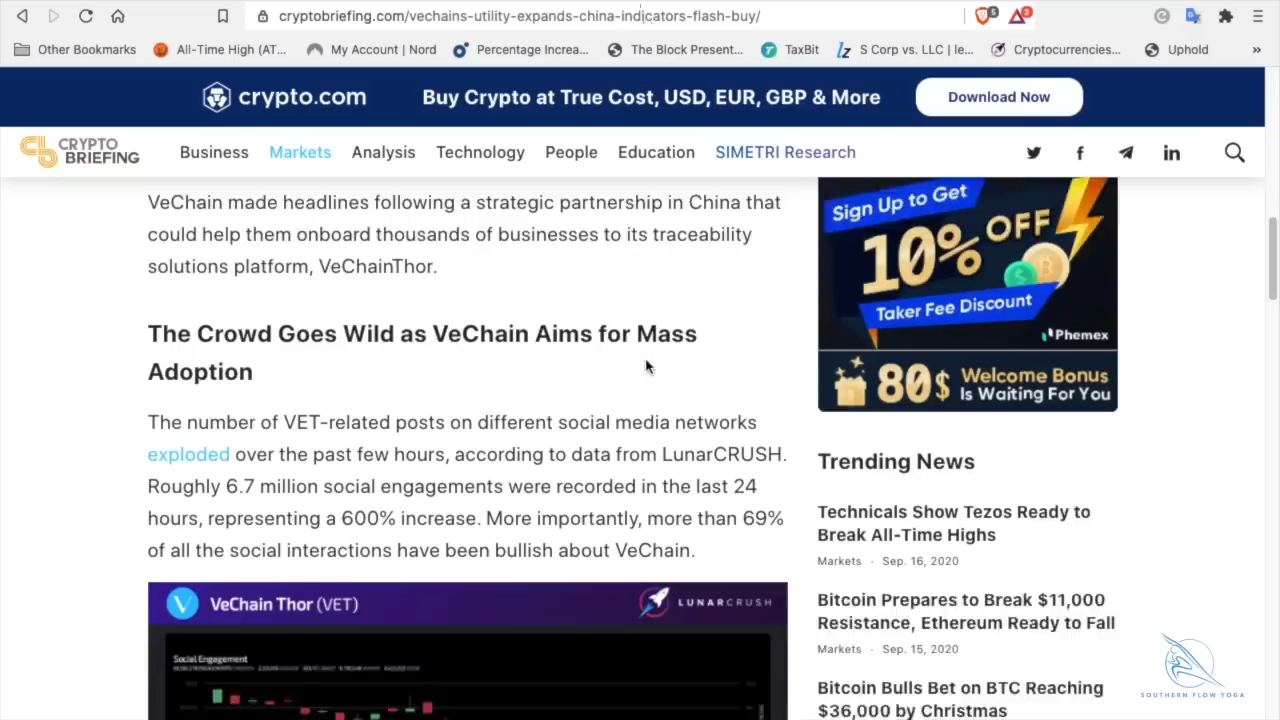 cryptobriefing.com/vechains-utility-expands-china-indicators-flash-buy/
5
3
Other Bookmarks
All-Time High (AT...
My Account | Nord
Percentage Increa...
The Block Present...
TaxBit
S Corp vs. LLC | le...
Cryptocurrencies...
Uphold
»
crypto.com
Buy Crypto at True Cost, USD, EUR, GBP & More
Download Now
CRYPTO
BRIEFING
Business
Markets
Analysis
Technology
People
Education
SIMETRI Research
VeChain made headlines following a strategic partnership in China that
could help them onboard thousands of businesses to its traceability
solutions platform, VeChainThor.
The Crowd Goes Wild as VeChain Aims for Mass
Adoption
The number of VET-related posts on different social media networks
exploded over the past few hours, according to data from LunarCRUSH.
Roughly 6.7 million social engagements were recorded in the last 24
hours, representing a 600% increase. More importantly, more than 69%
of all the social interactions have been bullish about VeChain.
VeChain Thor (VET)
LUNARCRUSH
Social Engagement
Sign Up to Get
10% OFF
Taker Fee Discount
Phemex
80$ Welcome Bonus
Is Waiting For You
Trending News
Technicals Show Tezos Ready to
Break All-Time Highs
Markets · Sep. 16, 2020
Bitcoin Prepares to Break $11,000
Resistance, Ethereum Ready to Fall
Markets · Sep. 15, 2020
Bitcoin Bulls Bet on BTC Reaching
$36,000 by Christmas
SOUTHERN FLOW YOGA